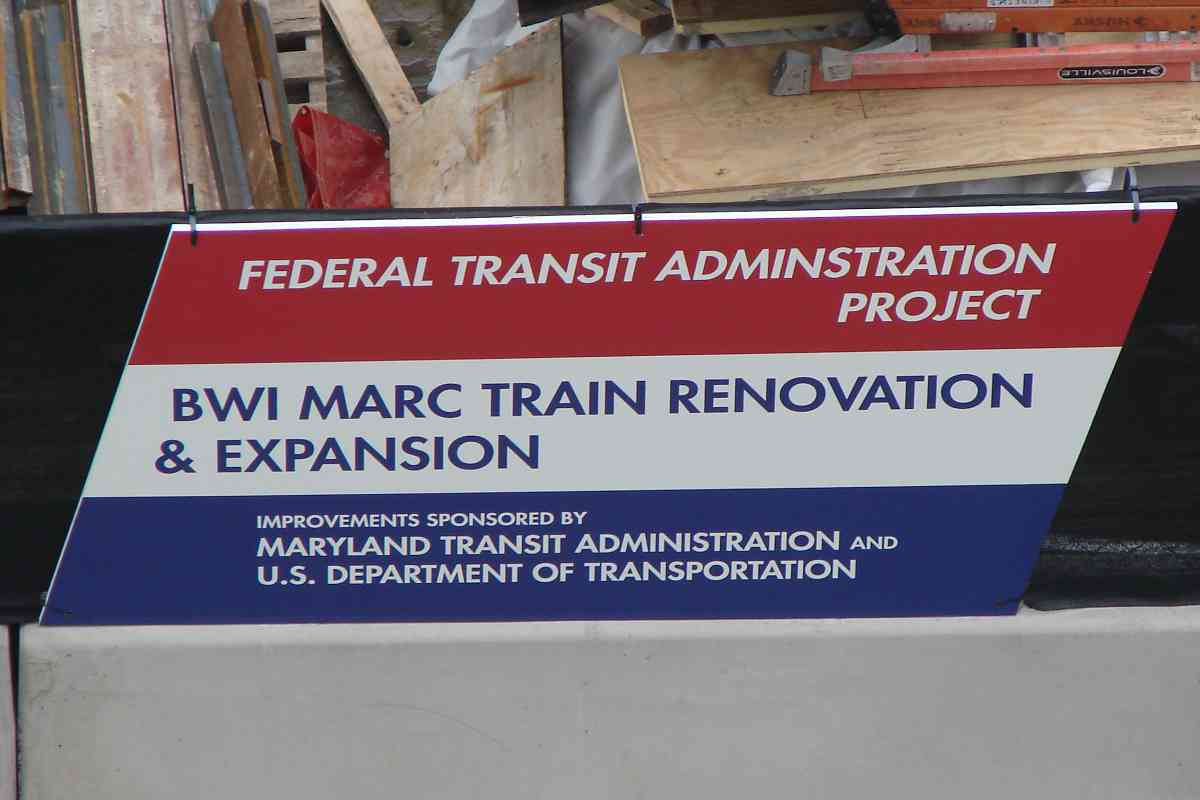 LOUISVILLE
FEDERAL TRANSIT ADMINSTRATION
PROJECT
BWI MARC TRAIN RENOVATION
& EXPANSION
IMPROVEMENTS SPONSORED BY
MARYLAND TRANSIT ADMINISTRATION AND
U.S. DEPARTMENT OF TRANSPORTATION